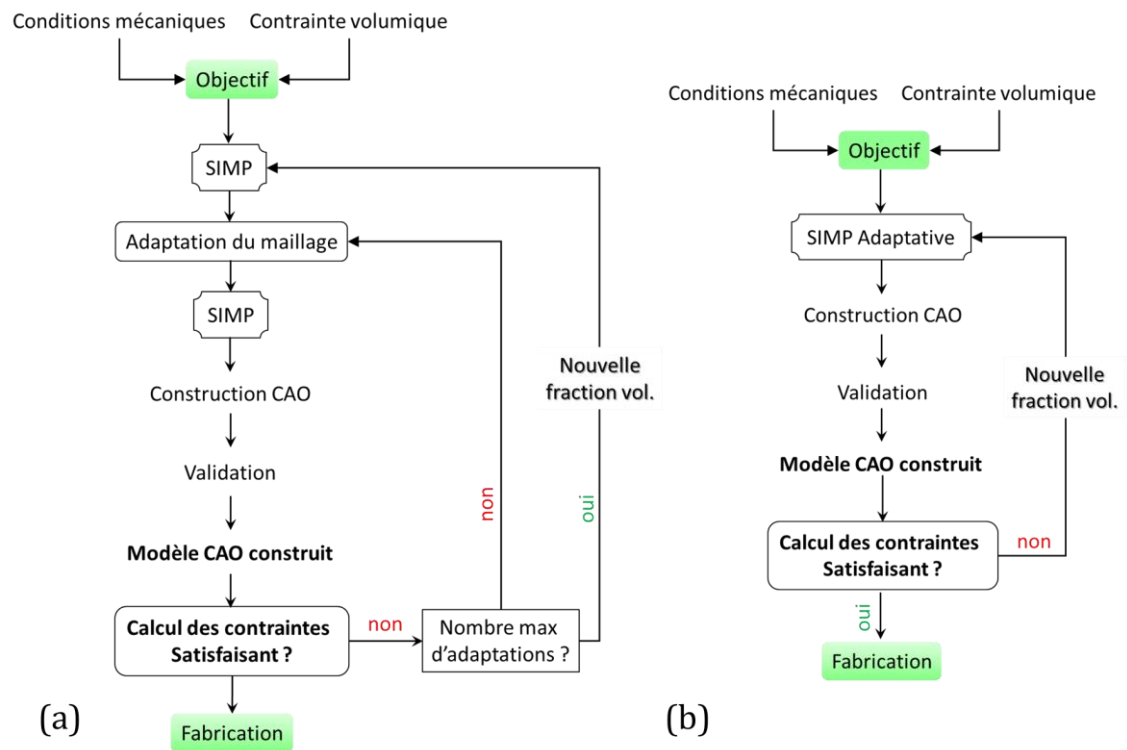 Conditions mécaniques
Contrainte volumique
Objectif
SIMP
Adaptation du maillage
SIMP
Construction CAO
Validation
Modèle CAO construit
Calcul des contraintes
Satisfaisant ?
non
Nombre max
d'adaptations ?
non
oui
Nouvelle
fraction vol.
Fabrication
(a)
Conditions mécaniques
Contrainte volumique
Objectif
SIMP Adaptative
Construction CAO
Validation
Modèle CAO construit
Calcul des contraintes
Satisfaisant ?
non
Nouvelle
fraction vol.
oui
Fabrication
(b)